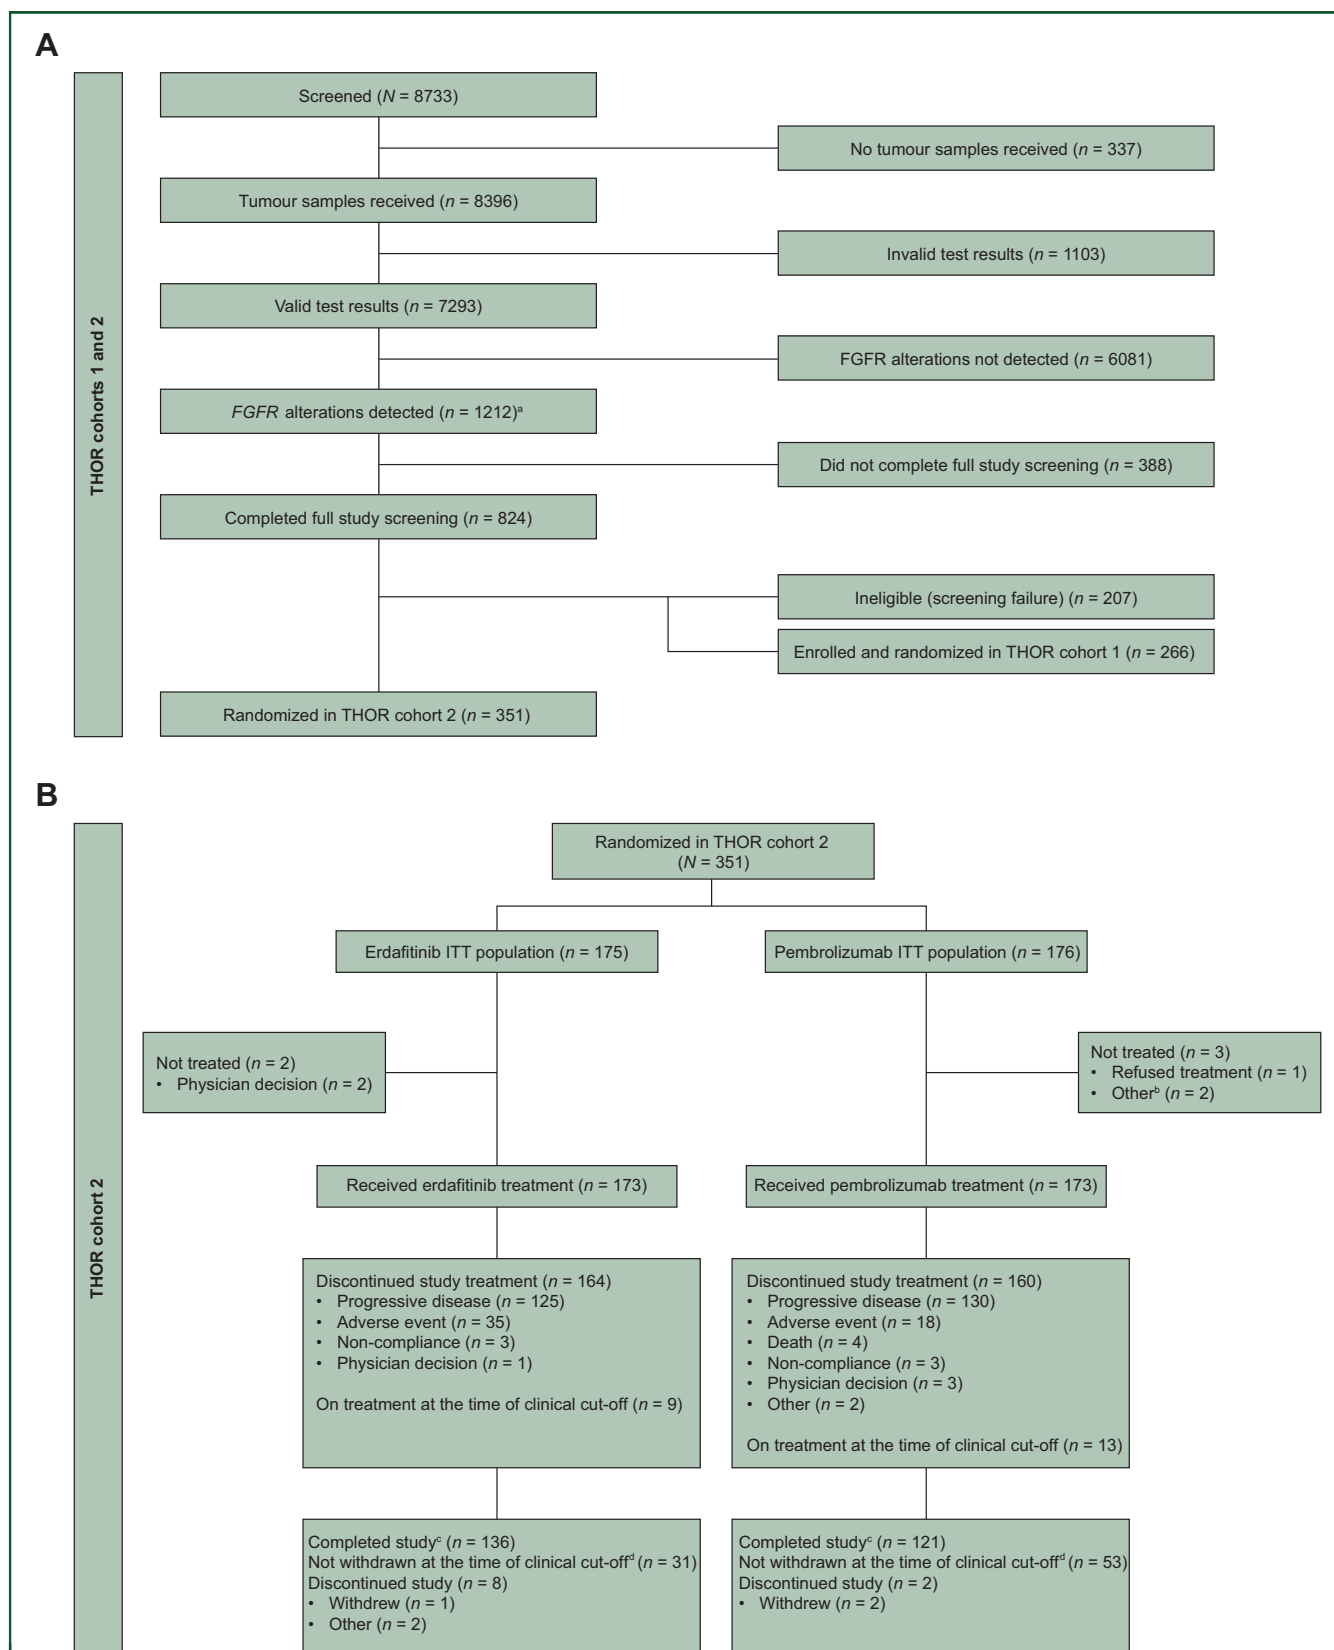 A
THOR cohorts 1 and 2
Screened (N = 8733)
No tumour samples received (n = 337)
Tumour samples received (n = 8396)
Invalid test results (n = 1103)
Valid test results (n = 7293)
FGFR alterations not detected (n = 6081)
FGFR alterations detected (n = 1212)ᵃ
Did not complete full study screening (n = 388)
Completed full study screening (n = 824)
Ineligible (screening failure) (n = 207)
Enrolled and randomized in THOR cohort 1 (n = 266)
Randomized in THOR cohort 2 (n = 351)
B
THOR cohort 2
Randomized in THOR cohort 2
(N = 351)
Erdafitinib ITT population (n = 175)
Pembrolizumab ITT population (n = 176)
Not treated (n = 2)
• Physician decision (n = 2)
Not treated (n = 3)
• Refused treatment (n = 1)
• Otherᵇ (n = 2)
Received erdafitinib treatment (n = 173)
Received pembrolizumab treatment (n = 173)
Discontinued study treatment (n = 164)
• Progressive disease (n = 125)
• Adverse event (n = 35)
• Non-compliance (n = 3)
• Physician decision (n = 1)
On treatment at the time of clinical cut-off (n = 9)
Discontinued study treatment (n = 160)
• Progressive disease (n = 130)
• Adverse event (n = 18)
• Death (n = 4)
• Non-compliance (n = 3)
• Physician decision (n = 3)
• Other (n = 2)
On treatment at the time of clinical cut-off (n = 13)
Completed studyᶜ (n = 136)
Not withdrawn at the time of clinical cut-offᵈ (n = 31)
Discontinued study (n = 8)
• Withdrew (n = 1)
• Other (n = 2)
Completed studyᶜ (n = 121)
Not withdrawn at the time of clinical cut-offᵈ (n = 53)
Discontinued study (n = 2)
• Withdrew (n = 2)